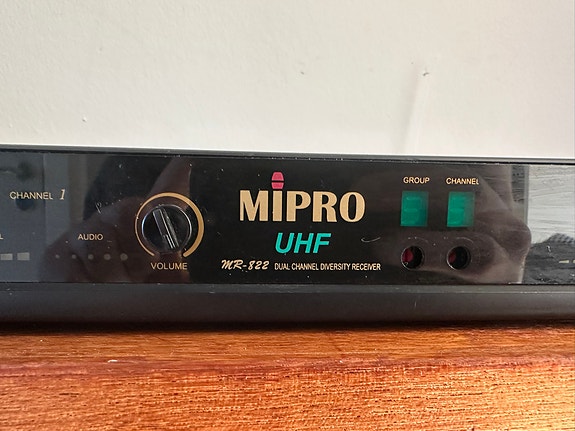 CHANNEL 1
AUDIO
VOLUME
MIPRO
UHF
MR-822 DUAL CHANNEL DIVERSITY RECEIVER
GROUP CHANNEL